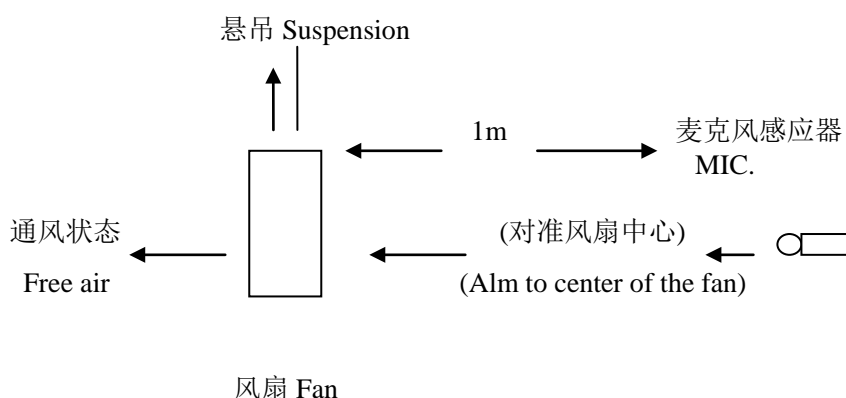 悬吊 Suspension
1m
麦克风感应器
MIC.
通风状态
Free air
(对准风扇中心)
(Alm to center of the fan)
风扇 Fan